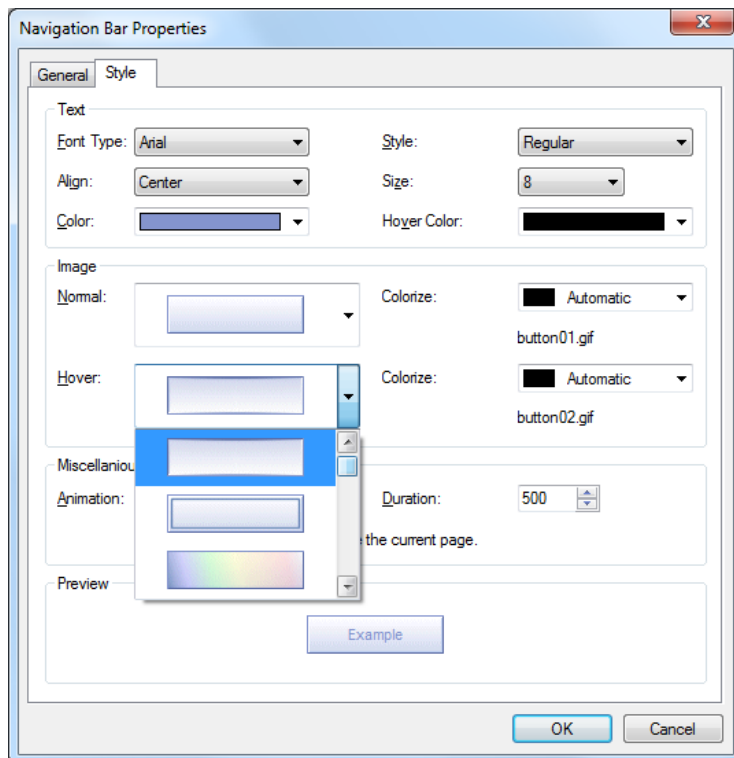 Navigation Bar Properties
General Style
Text
Font Type: Arial Style: Regular
Align: Center Size: 8
Color: Hover Color:
Image
Normal: Colorize: Automatic
button01.gif
Hover: Colorize: Automatic
button02.gif
Miscellaniou
Animation: Duration: 500
the current page.
Preview
Example
OK Cancel